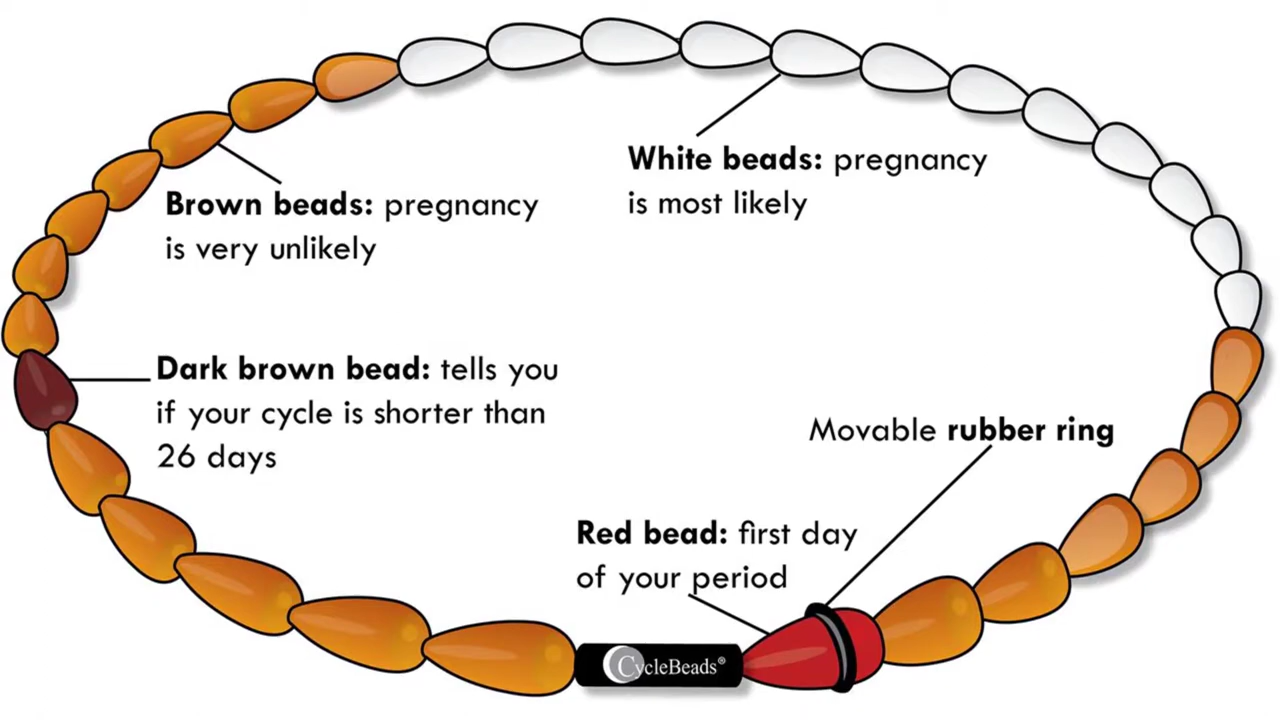 White beads: pregnancy
is most likely
Brown beads: pregnancy
is very unlikely
Dark brown bead: tells you
if your cycle is shorter than
26 days
Movable rubber ring
Red bead: first day
of your period
CycleBeads®